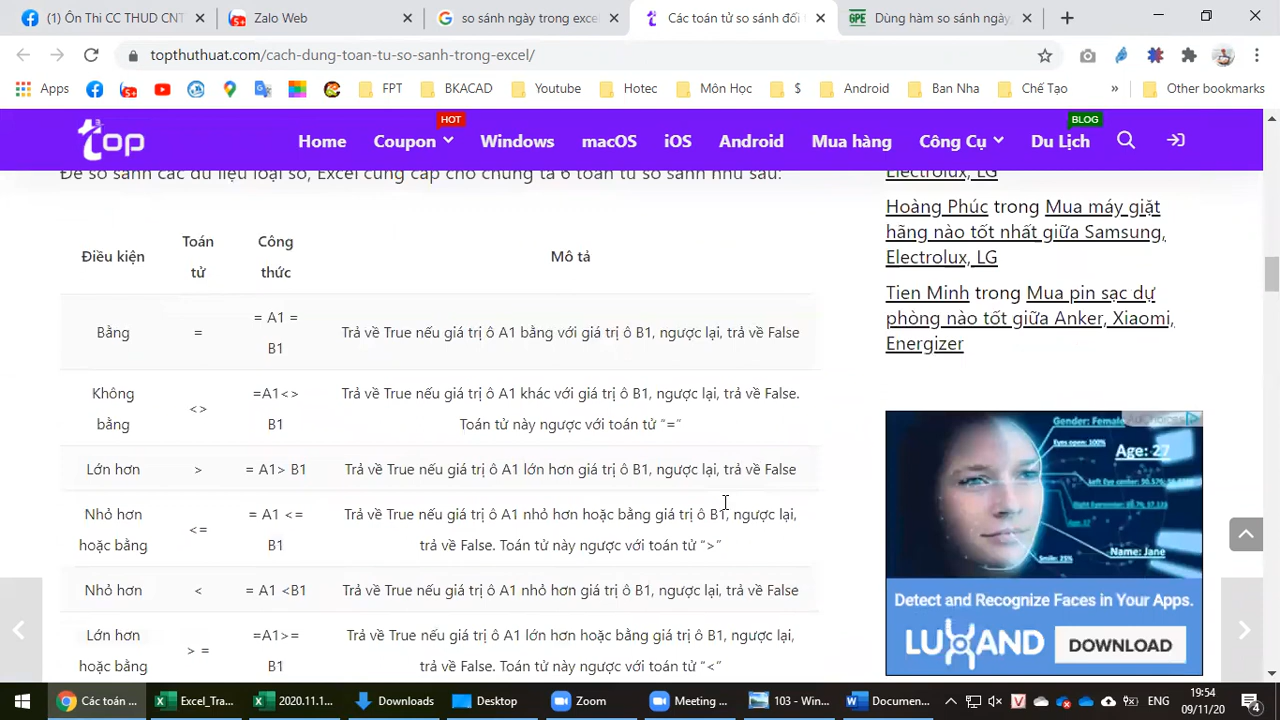 (1) Ôn Thi CC THUD CNT
Zalo Web
so sánh ngày trong exce
Các toán tử so sánh đối
Dùng hàm so sánh ngày,
topthuthuat.com/cach-dung-toan-tu-so-sanh-trong-excel/
Apps
FPT
BKACAD
Youtube
Hotec
Môn Học
$
Android
Ban Nha
Chế Tạo
»
Other bookmarks
top
Home
Coupon
HOT
Windows
macOS
iOS
Android
Mua hàng
Công Cụ
Du Lịch
BLOG
Để so sánh các dữ liệu loại số, Excel cung cấp cho chúng ta 6 toán tử so sánh như sau:
Điều kiện
Toán
tử
Công
thức
Mô tả
Bằng
=
= A1 =
B1
Trả về True nếu giá trị ô A1 bằng với giá trị ô B1, ngược lại, trả về False
Không
bằng
<>
=A1<>
B1
Trả về True nếu giá trị ô A1 khác với giá trị ô B1, ngược lại, trả về False.
Toán tử này ngược với toán tử “=”
Lớn hơn
>
= A1> B1
Trả về True nếu giá trị ô A1 lớn hơn giá trị ô B1, ngược lại, trả về False
Nhỏ hơn
hoặc bằng
<=
= A1 <=
B1
Trả về True nếu giá trị ô A1 nhỏ hơn hoặc bằng giá trị ô B1, ngược lại,
trả về False. Toán tử này ngược với toán tử “>”
Nhỏ hơn
<
= A1 <B1
Trả về True nếu giá trị ô A1 nhỏ hơn giá trị ô B1, ngược lại, trả về False
Lớn hơn
hoặc bằng
> =
=A1>=
B1
Trả về True nếu giá trị ô A1 lớn hơn hoặc bằng giá trị ô B1, ngược lại,
trả về False. Toán tử này ngược với toán tử “<”
Electrolux, LG
Hoàng Phúc trong Mua máy giặt
hãng nào tốt nhất giữa Samsung,
Electrolux, LG
Tien Minh trong Mua pin sạc dự
phòng nào tốt giữa Anker, Xiaomi,
Energizer
Gender: Female
Eyes open: 100%
Age: 27
Smile: 25%
Name: Jane
Detect and Recognize Faces in Your Apps.
LUXAND
DOWNLOAD
Các toán ...
Excel_Tra...
2020.11.1...
Downloads
Desktop
Zoom
Meeting ...
103 - Win...
Documen...
ENG
19:54
09/11/20
4